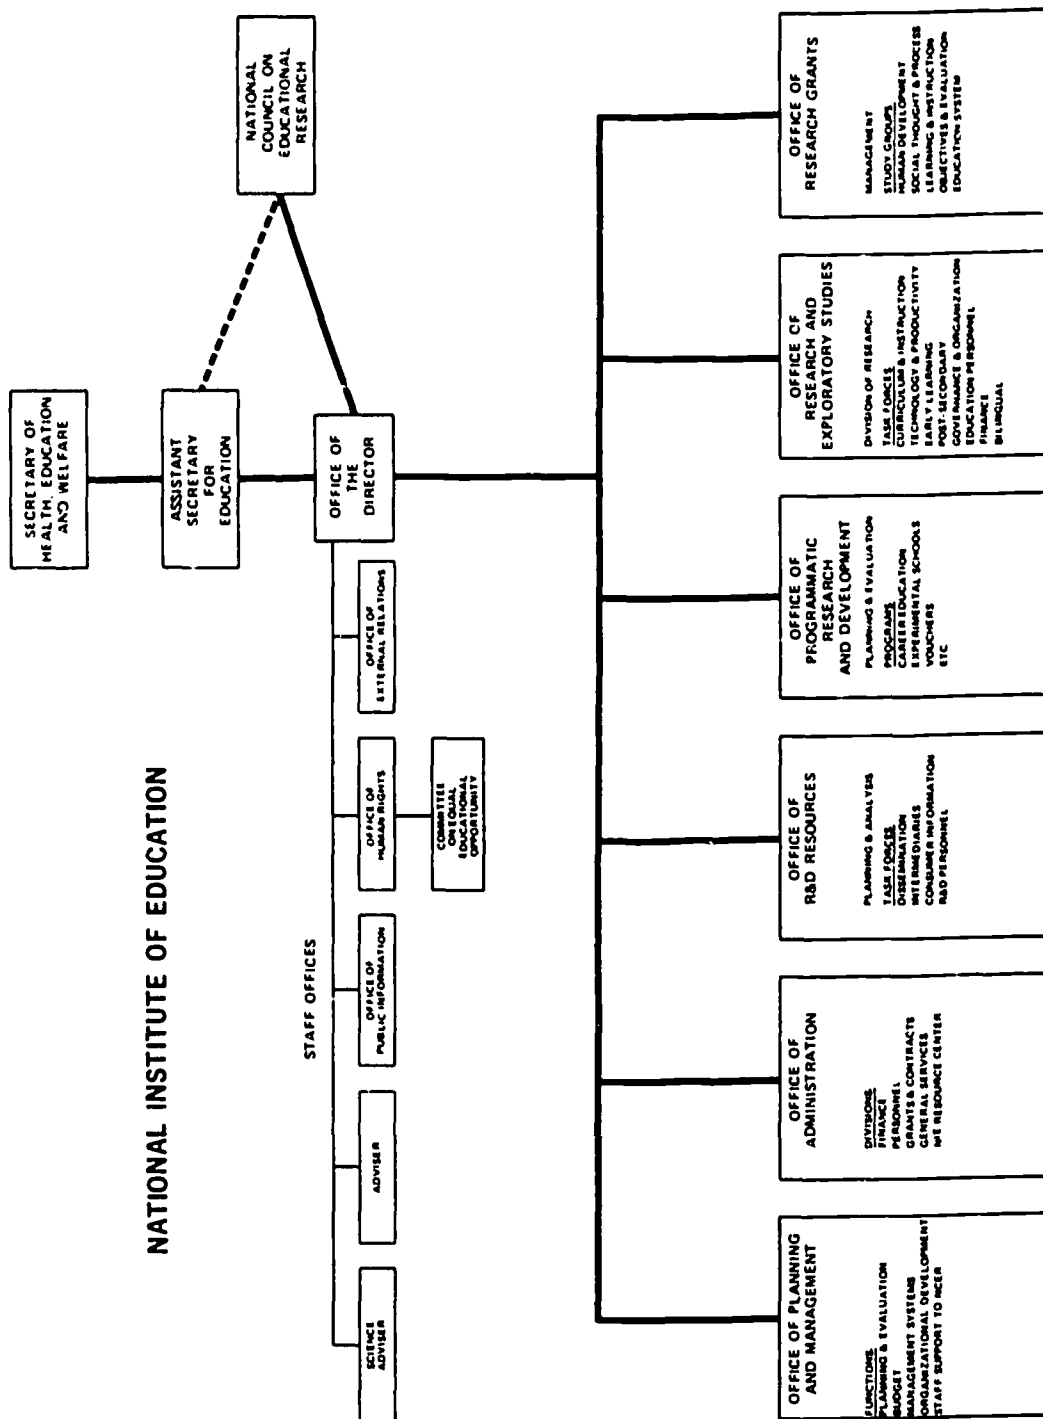 NATIONAL INSTITUTE OF EDUCATION
SECRETARY OF
HEALTH, EDUCATION
AND WELFARE
ASSISTANT
SECRETARY
FOR
EDUCATION
NATIONAL
COUNCIL ON
EDUCATIONAL
RESEARCH
OFFICE OF
THE
DIRECTOR
STAFF OFFICES
SCIENCE
ADVISER
ADVISER
OFFICE OF
PUBLIC INFORMATION
OFFICE OF
HUMAN RIGHTS
OFFICE OF
EXTERNAL RELATIONS
COMMITTEE
ON EQUAL
EDUCATIONAL
OPPORTUNITY
OFFICE OF PLANNING
AND MANAGEMENT
FUNCTIONS
PLANNING & EVALUATION
BUDGET
MANAGEMENT SYSTEMS
ORGANIZATIONAL DEVELOPMENT
STAFF SUPPORT TO NCER
OFFICE OF
ADMINISTRATION
DIVISIONS
FINANCE
PERSONNEL
GRANTS & CONTRACTS
GENERAL SERVICES
NIE RESOURCE CENTER
OFFICE OF
R&D RESOURCES
PLANNING & ANALYSIS
TASK FORCES
DISSEMINATION
INTERMEDIARIES
CONSUMER INFORMATION
R&D PERSONNEL
OFFICE OF
PROGRAMMATIC
RESEARCH
AND DEVELOPMENT
PLANNING & EVALUATION
PROGRAMS
CAREER EDUCATION
EXPERIMENTAL SCHOOLS
VOUCHERS
ETC
OFFICE OF
RESEARCH AND
EXPLORATORY STUDIES
DIVISION OF RESEARCH
TASK FORCES
CURRICULUM & INSTRUCTION
TECHNOLOGY & PRODUCTIVITY
EARLY LEARNING
POST-SECONDARY
GOVERNANCE & ORGANIZATION
EDUCATION PERSONNEL
FINANCE
BILINGUAL
OFFICE OF
RESEARCH GRANTS
MANAGEMENT
STUDY GROUPS
HUMAN DEVELOPMENT
SOCIAL THOUGHT & PROCESS
LEARNING & INSTRUCTION
OBJECTIVES & EVALUATION
EDUCATION SYSTEM